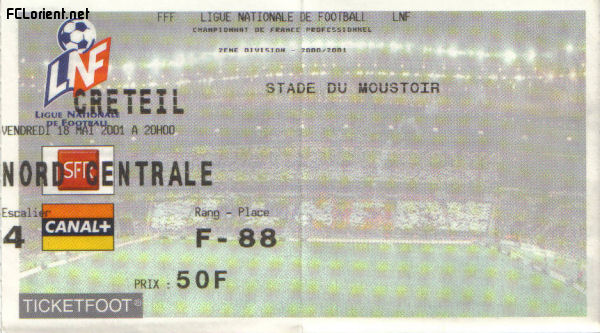 FCLorient.net
FFF LIGUE NATIONALE DE FOOTBALL LNF
CHAMPIONNAT DE FRANCE PROFESSIONNEL
2EME DIVISION - 2000/2001
STADE DU MOUSTOIR
LNF
CRETEIL
LIGUE NATIONALE
DE FOOTBALL
VENDREDI 18 MAI 2001 A 20H00
SFR
NORD CENTRALE
Escalier
Rang - Place
4
CANAL+
F - 88
PRIX : 50F
TICKETFOOT®